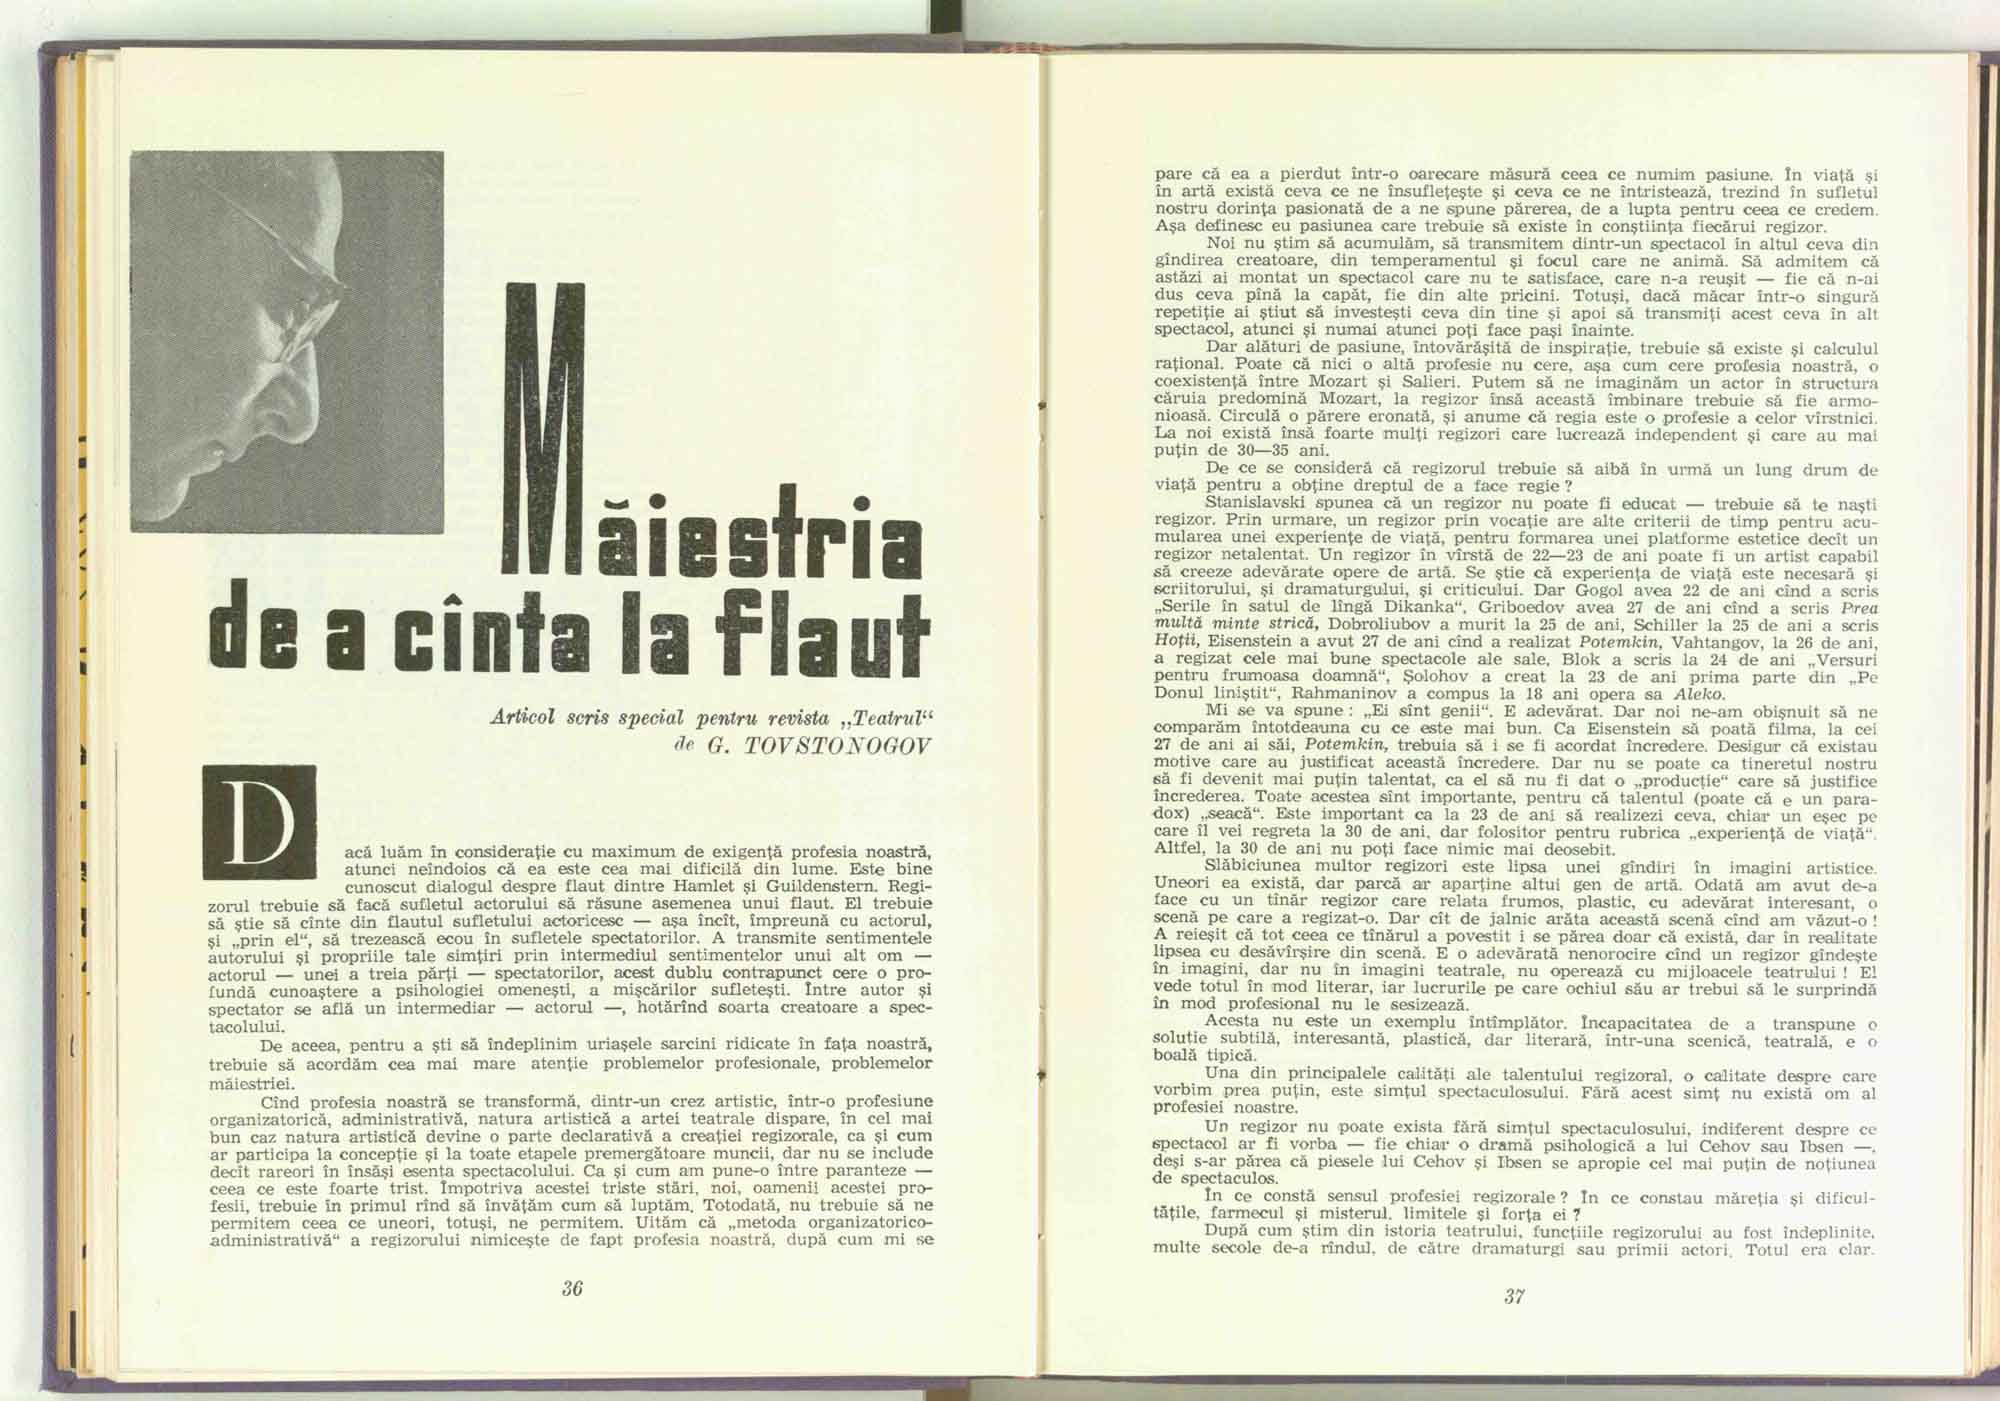 Măiestria
de a cînta la flaut
Articol scris special pentru revista „Teatrul“
de G. TOVSTONOGOV
Dacă luăm în considerație cu maximum de exigență profesia noastră,
atunci neîndoios că ea este cea mai dificilă din lume. Este bine
cunoscut dialogul despre flaut dintre Hamlet și Guildenstern. Regi-
zorul trebuie să facă sufletul actorului să răsune asemenea unui flaut. El trebuie
să știe să cînte din flautul sufletului actoricesc — așa încît, împreună cu actorul,
și „prin el“, să trezească ecou în sufletele spectatorilor. A transmite sentimentele
autorului și propriile tale simțiri prin intermediul sentimentelor unui alt om —
actorul — unei a treia părți — spectatorilor, acest dublu contrapunct cere o pro-
fundă cunoaștere a psihologiei omenești, a mișcărilor sufletești. Între autor și
spectator se află un intermediar — actorul —, hotărînd soarta creatoare a spec-
tacolului.
De aceea, pentru a ști să îndeplinim uriașele sarcini ridicate în fața noastră,
trebuie să acordăm cea mai mare atenție problemelor profesionale, problemelor
măiestriei.
Cînd profesia noastră se transformă, dintr-un crez artistic, într-o profesiune
organizatorică, administrativă, natura artistică a artei teatrale dispare, în cel mai
bun caz natura artistică devine o parte declarativă a creației regizorale, ca și cum
ar participa la concepție și la toate etapele premergătoare muncii, dar nu se include
decît rareori în însăși esența spectacolului. Ca și cum am pune-o între paranteze —
ceea ce este foarte trist. Împotriva acestei triste stări, noi, oamenii acestei pro-
fesii, trebuie în primul rînd să învățăm cum să luptăm. Totodată, nu trebuie să ne
permitem ceea ce uneori, totuși, ne permitem. Uităm că „metoda organizatorico-
administrativă“ a regizorului nimicește de fapt profesia noastră, după cum mi se
36
pare că ea a pierdut într-o oarecare măsură ceea ce numim pasiune. În viață și
în artă există ceva ce ne însuflețește și ceva ce ne întristează, trezind în sufletul
nostru dorința pasionată de a ne spune părerea, de a lupta pentru ceea ce credem.
Așa definesc eu pasiunea care trebuie să existe în conștiința fiecărui regizor.
Noi nu știm să acumulăm, să transmitem dintr-un spectacol în altul ceva din
gîndirea creatoare, din temperamentul și focul care ne animă. Să admitem că
astăzi ai montat un spectacol care nu te satisface, care n-a reușit — fie că n-ai
dus ceva pînă la capăt, fie din alte pricini. Totuși, dacă măcar într-o singură
repetiție ai știut să investești ceva din tine și apoi să transmiți acest ceva în alt
spectacol, atunci și numai atunci poți face pași înainte.
Dar alături de pasiune, întovărășită de inspirație, trebuie să existe și calculul
rațional. Poate că nici o altă profesie nu cere, așa cum cere profesia noastră, o
coexistență între Mozart și Salieri. Putem să ne imaginăm un actor în structura
căruia predomină Mozart, la regizor însă această îmbinare trebuie să fie armo-
nioasă. Circulă o părere eronată, și anume că regia este o profesie a celor vîrstnici.
La noi există însă foarte mulți regizori care lucrează independent și care au mai
puțin de 30—35 ani.
De ce se consideră că regizorul trebuie să aibă în urmă un lung drum de
viață pentru a obține dreptul de a face regie ?
Stanislavski spunea că un regizor nu poate fi educat — trebuie să te naști
regizor. Prin urmare, un regizor prin vocație are alte criterii de timp pentru acu-
mularea unei experiențe de viață, pentru formarea unei platforme estetice decît un
regizor netalentat. Un regizor în vîrstă de 22—23 de ani poate fi un artist capabil
să creeze adevărate opere de artă. Se știe că experiența de viață este necesară și
scriitorului, și dramaturgului, și criticului. Dar Gogol avea 22 de ani cînd a scris
„Serile în satul de lîngă Dikanka“, Griboedov avea 27 de ani cînd a scris Prea
multă minte strică, Dobroliubov a murit la 25 de ani, Schiller la 25 de ani a scris
Hoții, Eisenstein a avut 27 de ani cînd a realizat Potemkin, Vahtangov, la 26 de ani,
a regizat cele mai bune spectacole ale sale, Blok a scris la 24 de ani „Versuri
pentru frumoasa doamnă“, Șolohov a creat la 23 de ani prima parte din „Pe
Donul liniștit“, Rahmaninov a compus la 18 ani opera sa Aleko.
Mi se va spune : „Ei sînt genii“. E adevărat. Dar noi ne-am obișnuit să ne
comparăm întotdeauna cu ce este mai bun. Ca Eisenstein să poată filma, la cei
27 de ani ai săi, Potemkin, trebuia să i se fi acordat încredere. Desigur că existau
motive care au justificat această încredere. Dar nu se poate ca tineretul nostru
să fi devenit mai puțin talentat, ca el să nu fi dat o „producție“ care să justifice
încrederea. Toate acestea sînt importante, pentru că talentul (poate că e un para-
dox) „seacă“. Este important ca la 23 de ani să realizezi ceva, chiar un eșec pe
care îl vei regreta la 30 de ani, dar folositor pentru rubrica „experiență de viață“.
Altfel, la 30 de ani nu poți face nimic mai deosebit.
Slăbiciunea multor regizori este lipsa unei gîndiri în imagini artistice.
Uneori ea există, dar parcă ar aparține altui gen de artă. Odată am avut de-a
face cu un tînăr regizor care relata frumos, plastic, cu adevărat interesant, o
scenă pe care a regizat-o. Dar cît de jalnic arăta această scenă cînd am văzut-o !
A reieșit că tot ceea ce tînărul a povestit i se părea doar că există, dar în realitate
lipsea cu desăvîrșire din scenă. E o adevărată nenorocire cînd un regizor gîndește
în imagini, dar nu în imagini teatrale, nu operează cu mijloacele teatrului ! El
vede totul în mod literar, iar lucrurile pe care ochiul său ar trebui să le surprindă
în mod profesional nu le sesizează.
Acesta nu este un exemplu întîmplător. Încapacitatea de a transpune o
solutie subtilă, interesantă, plastică, dar literară, într-una scenică, teatrală, e o
boală tipică.
Una din principalele calități ale talentului regizoral, o calitate despre care
vorbim prea puțin, este simțul spectaculosului. Fără acest simț nu există om al
profesiei noastre.
Un regizor nu poate exista fără simțul spectaculosului, indiferent despre ce
spectacol ar fi vorba — fie chiar o dramă psihologică a lui Cehov sau Ibsen —,
deși s-ar părea că piesele lui Cehov și Ibsen se apropie cel mai puțin de noțiunea
de spectaculos.
În ce constă sensul profesiei regizorale ? În ce constau măreția și dificul-
tățile, farmecul și misterul, limitele și forța ei ?
După cum știm din istoria teatrului, funcțiile regizorului au fost îndeplinite,
multe secole de-a rîndul, de către dramaturgi sau primii actori. Totul era clar.
37